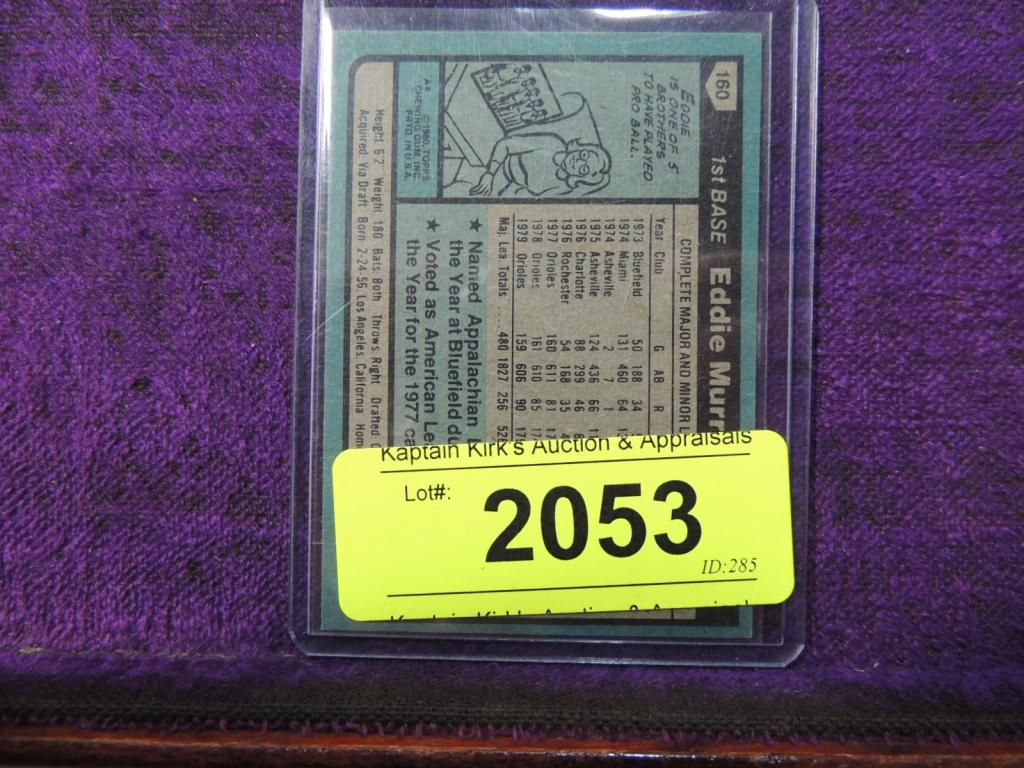 160 1st BASE Eddie
EDDIE
IS ONE OF 5
BROTHERS
TO HAVE PLAYED
PRO BALL.
A* ©1980, TOPPS
CHEWING GUM, INC.
PRTD. IN U.S.A.
COMPLETE MAJOR AND MINOR
Year Club G AB R
1973 Bluefield 50 188 34
1974 Miami 131 460 64
1974 Asheville 2 7 1
1975 Asheville 124 436 66
1976 Charlotte 88 299 46
1976 Rochester 54 168 35
1977 Orioles 160 611 81
1978 Orioles 161 610 85
1979 Orioles 159 606 90
Maj. Lea. Totals 480 1827 256
★ Named Appalachian
the Year at Bluefield
★ Voted as American
the Year for the 1977
Height: 6'2" Weight: 180 Bats: Both Throws: Right Drafted
Acquired: Via Draft Born: 2-24-56, Los Angeles, California
Kaptain Kirk's Auction & Appraisals
Lot#: 2053
ID:285